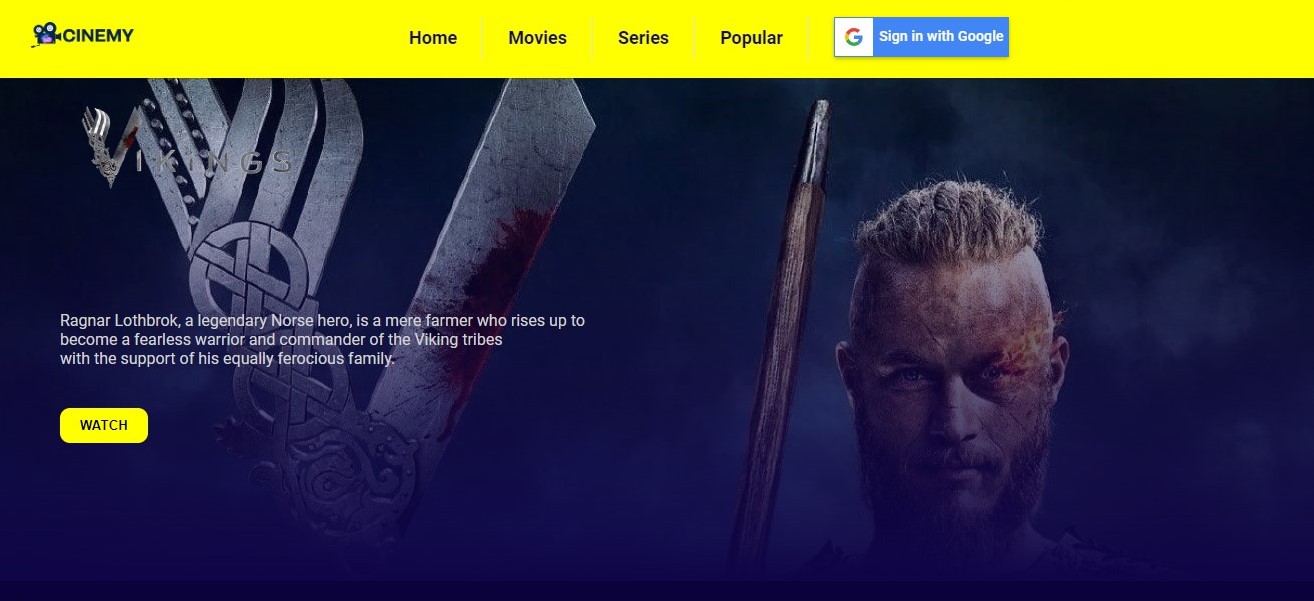 CINEMY
Home
Movies
Series
Popular
Sign in with Google
VIKINGS
Ragnar Lothbrok, a legendary Norse hero, is a mere farmer who rises up to
become a fearless warrior and commander of the Viking tribes
with the support of his equally ferocious family.
WATCH